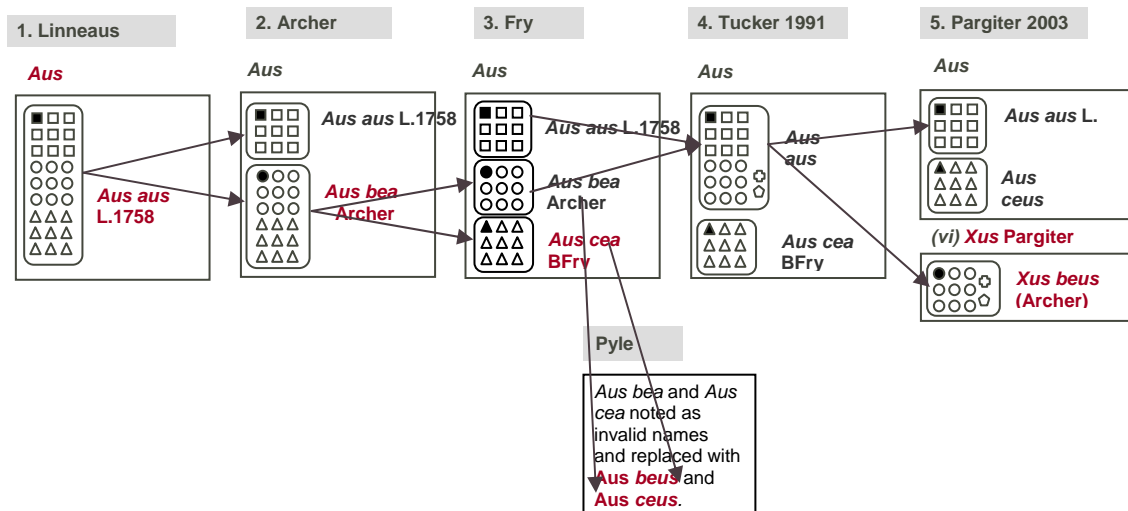 1. Linneaus
Aus
Aus aus
L.1758
2. Archer
Aus
Aus aus L.1758
Aus bea
Archer
3. Fry
Aus
Aus aus L.1758
Aus bea
Archer
Aus cea
BFry
4. Tucker 1991
Aus
Aus
aus
Aus cea
BFry
5. Pargiter 2003
Aus
Aus aus L.
Aus
ceus
(vi) Xus Pargiter
Xus beus
(Archer)
Pyle
Aus bea and Aus
cea noted as
invalid names
and replaced with
Aus beus and
Aus ceus.